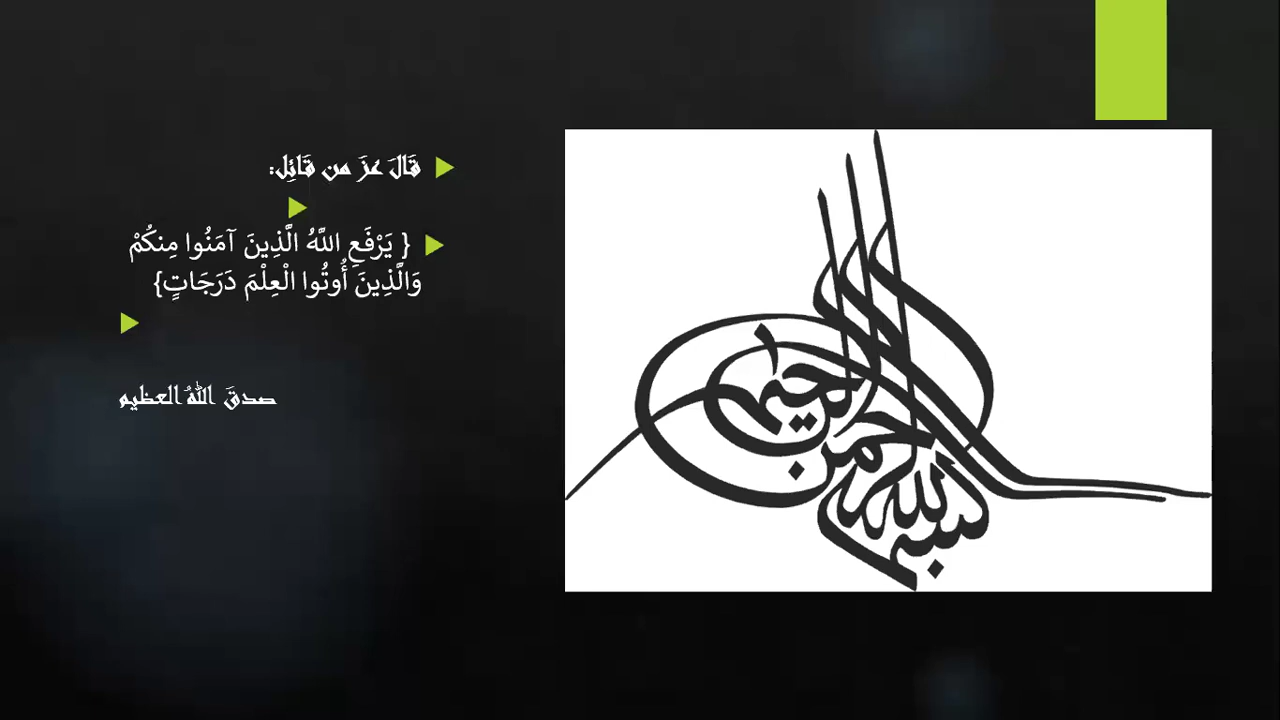 قَالَ عزَ من قَائِل:
{ يَرْفَعِ اللَّهُ الَّذِينَ آمَنُوا مِنكُمْ
وَالَّذِينَ أُوتُوا الْعِلْمَ دَرَجَاتٍ}
صدقَ اللهُ العظيم
بسم الله الرحمن الرحيم